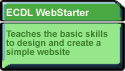 ECDL WebStarter
Teaches the basic skills
to design and create a
simple website